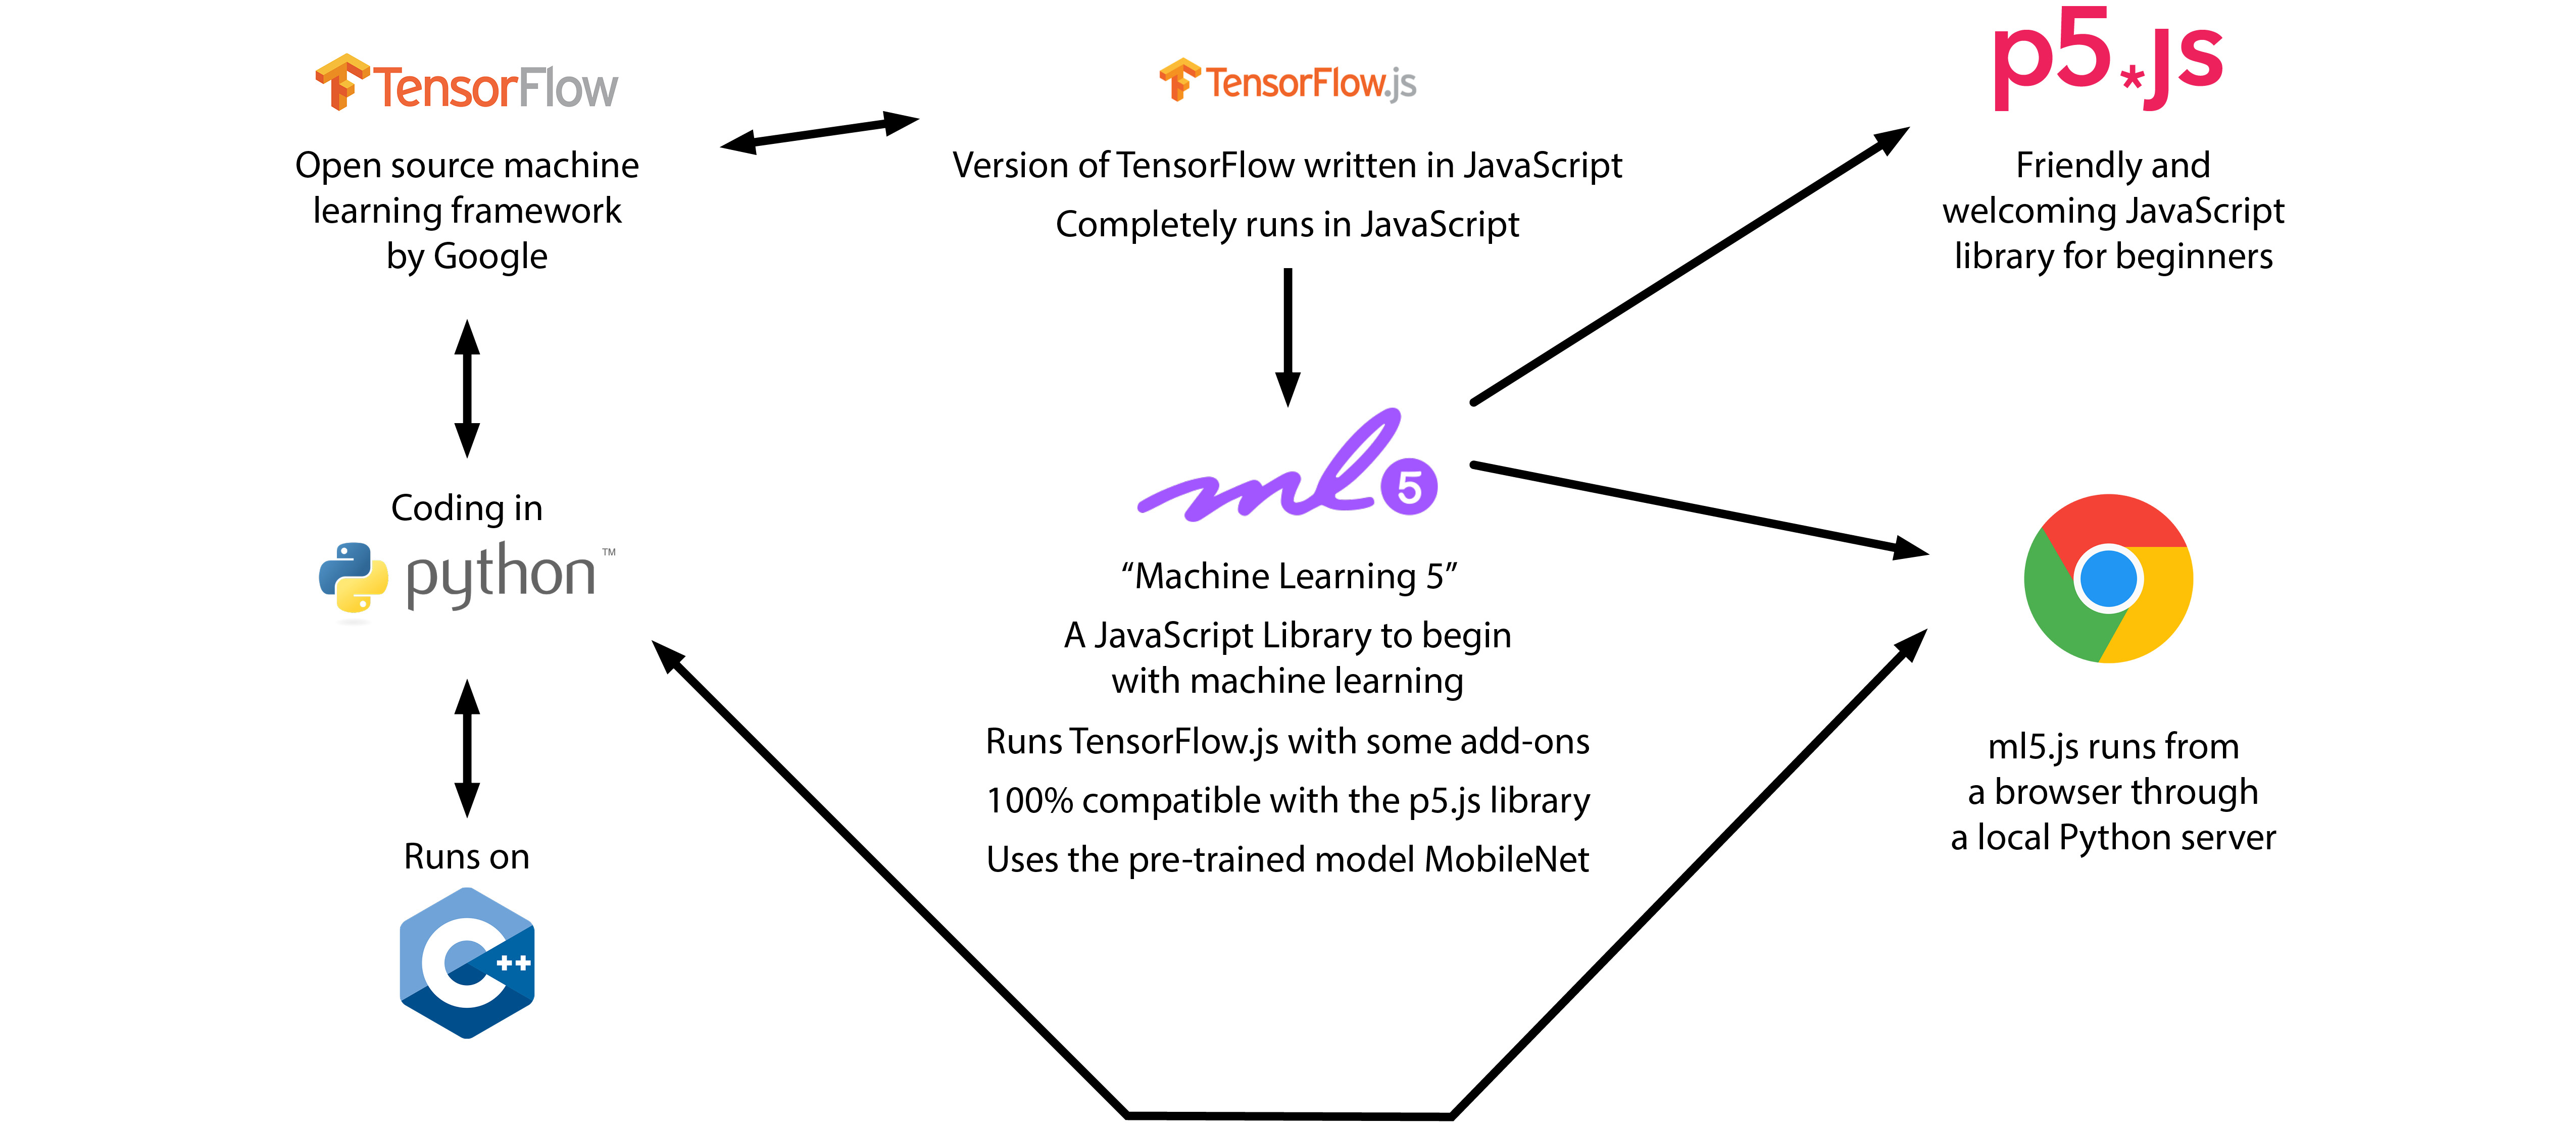 TensorFlow
Open source machine
learning framework
by Google
Coding in
python™
Runs on
C++
TensorFlow.js
Version of TensorFlow written in JavaScript
Completely runs in JavaScript
ml5
“Machine Learning 5”
A JavaScript Library to begin
with machine learning
Runs TensorFlow.js with some add-ons
100% compatible with the p5.js library
Uses the pre-trained model MobileNet
p5*js
Friendly and
welcoming JavaScript
library for beginners
ml5.js runs from
a browser through
a local Python server